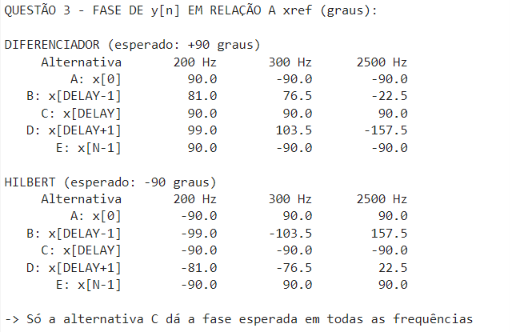 QUESTÃO 3 - FASE DE y[n] EM RELAÇÃO A xref (graus):
DIFERENCIADOR (esperado: +90 graus)
Alternativa 200 Hz 300 Hz 2500 Hz
A: x[0] 90.0 -90.0 -90.0
B: x[DELAY-1] 81.0 76.5 -22.5
C: x[DELAY] 90.0 90.0 90.0
D: x[DELAY+1] 99.0 103.5 -157.5
E: x[N-1] 90.0 -90.0 -90.0
HILBERT (esperado: -90 graus)
Alternativa 200 Hz 300 Hz 2500 Hz
A: x[0] -90.0 90.0 90.0
B: x[DELAY-1] -99.0 -103.5 157.5
C: x[DELAY] -90.0 -90.0 -90.0
D: x[DELAY+1] -81.0 -76.5 22.5
E: x[N-1] -90.0 90.0 90.0
-> Só a alternativa C dá a fase esperada em todas as frequências